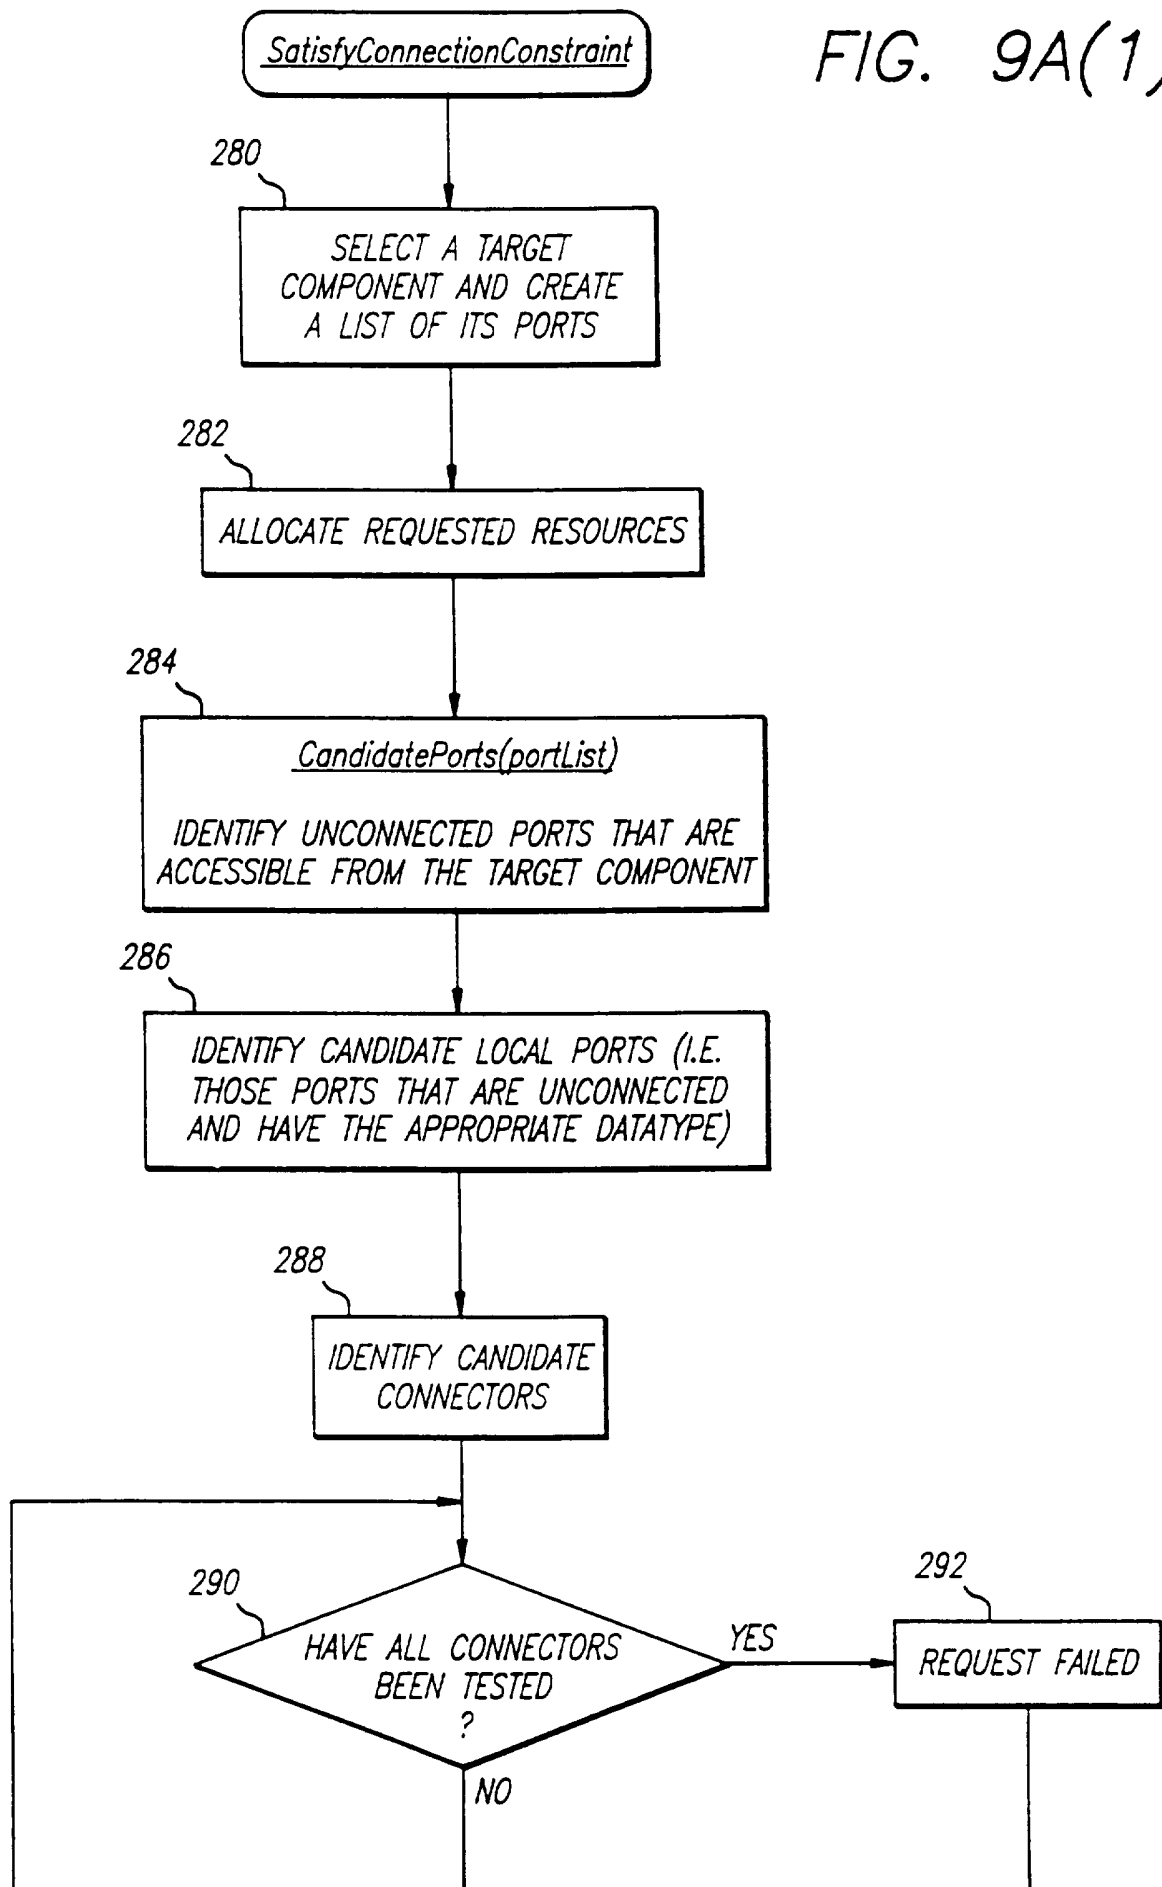 SatisfyConnectionConstraint
FIG. 9A(1)
280
SELECT A TARGET
COMPONENT AND CREATE
A LIST OF ITS PORTS
282
ALLOCATE REQUESTED RESOURCES
284
CandidatePorts(portList)
IDENTIFY UNCONNECTED PORTS THAT ARE
ACCESSIBLE FROM THE TARGET COMPONENT
286
IDENTIFY CANDIDATE LOCAL PORTS (I.E.
THOSE PORTS THAT ARE UNCONNECTED
AND HAVE THE APPROPRIATE DATATYPE)
288
IDENTIFY CANDIDATE
CONNECTORS
290
HAVE ALL CONNECTORS
BEEN TESTED
?
YES
292
REQUEST FAILED
NO